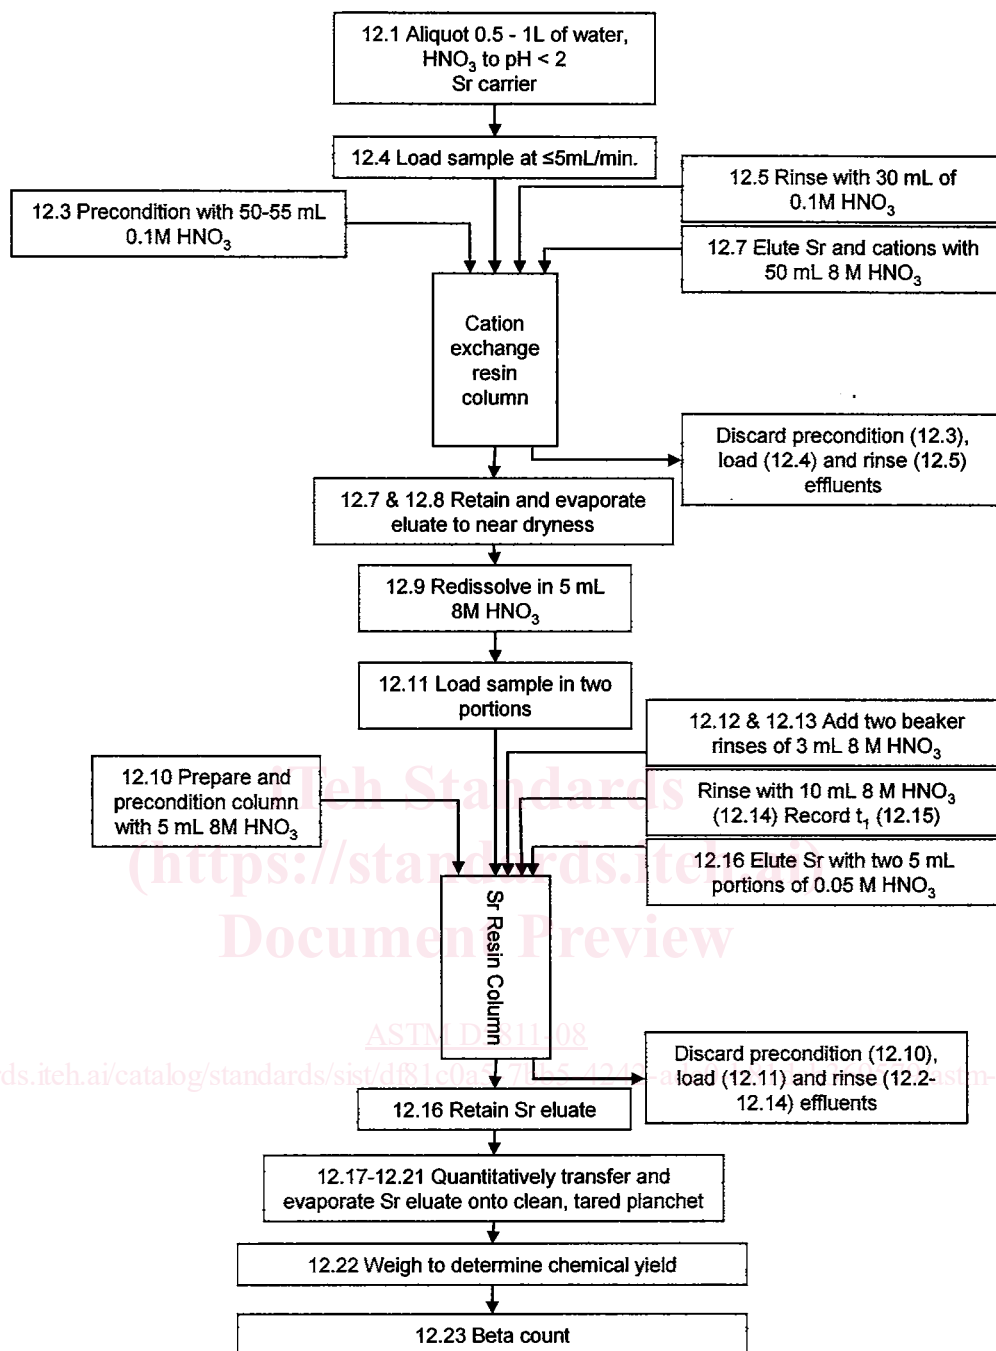 12.1 Aliquot 0.5 - 1L of water,
HNO3 to pH < 2
Sr carrier
12.4 Load sample at ≤5mL/min.
12.3 Precondition with 50-55 mL
0.1M HNO3
12.5 Rinse with 30 mL of
0.1M HNO3
12.7 Elute Sr and cations with
50 mL 8 M HNO3
Cation
exchange
resin
column
Discard precondition (12.3),
load (12.4) and rinse (12.5)
effluents
12.7 & 12.8 Retain and evaporate
eluate to near dryness
12.9 Redissolve in 5 mL
8M HNO3
12.11 Load sample in two
portions
12.12 & 12.13 Add two beaker
rinses of 3 mL 8 M HNO3
12.10 Prepare and
precondition column
with 5 mL 8M HNO3
Rinse with 10 mL 8 M HNO3
(12.14) Record t1 (12.15)
12.16 Elute Sr with two 5 mL
portions of 0.05 M HNO3
iTeh Standards
(https://standards.iteh.ai)
Document Preview
Sr Resin Column
ASTM D5811-08
Discard precondition (12.10),
load (12.11) and rinse (12.2-
12.14) effluents
12.16 Retain Sr eluate
12.17-12.21 Quantitatively transfer and
evaporate Sr eluate onto clean, tared planchet
12.22 Weigh to determine chemical yield
12.23 Beta count